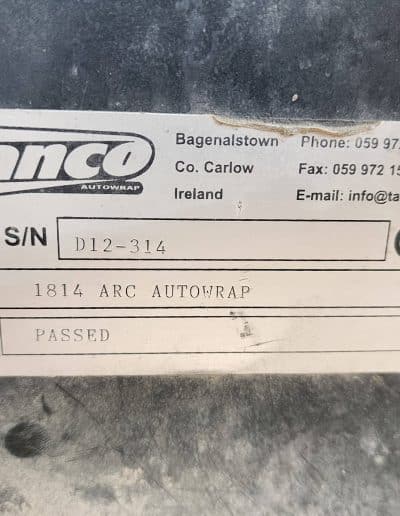 anco
AUTOWRAP
Bagenalstown Phone: 059 97
Co. Carlow Fax: 059 972 15
Ireland E-mail: info@ta
S/N D12-314
1814 ARC AUTOWRAP
PASSED